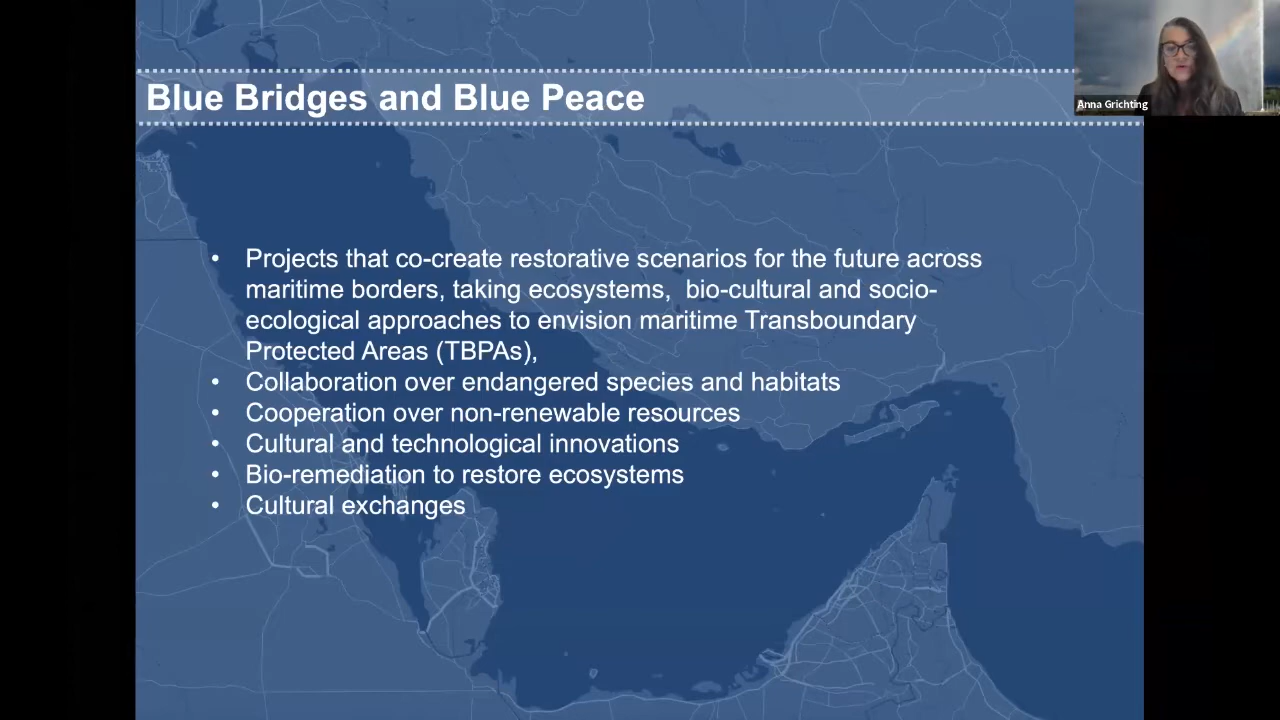 Blue Bridges and Blue Peace
Anna Grichting
• Projects that co-create restorative scenarios for the future across
maritime borders, taking ecosystems,  bio-cultural and socio-
ecological approaches to envision maritime Transboundary
Protected Areas (TBPAs),
• Collaboration over endangered species and habitats
• Cooperation over non-renewable resources
• Cultural and technological innovations
• Bio-remediation to restore ecosystems
• Cultural exchanges